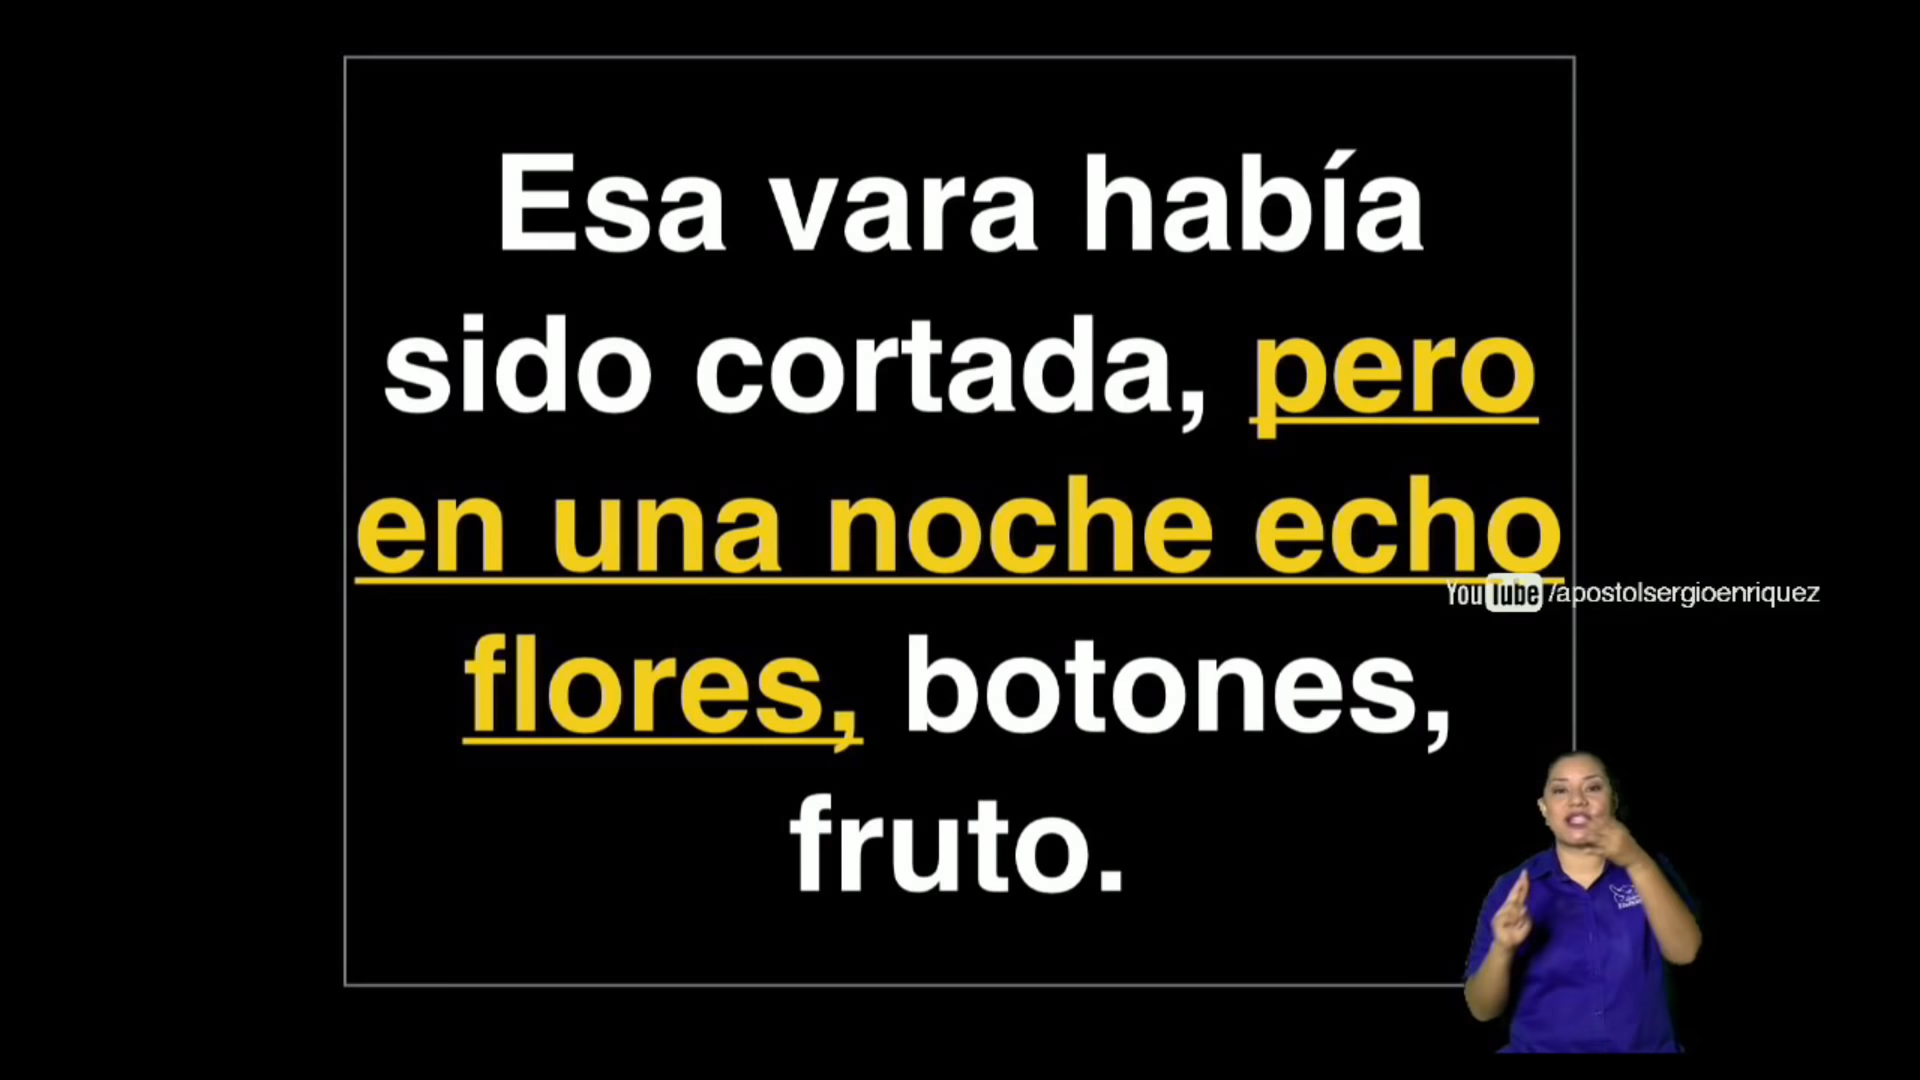 Esa vara había
sido cortada, pero
en una noche echo
flores, botones,
fruto.
YouTube /apostolsergioenriquez